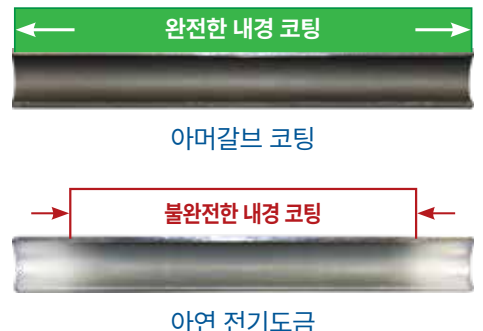 완전한 내경 코팅
아머갈브 코팅
불완전한 내경 코팅
아연 전기도금